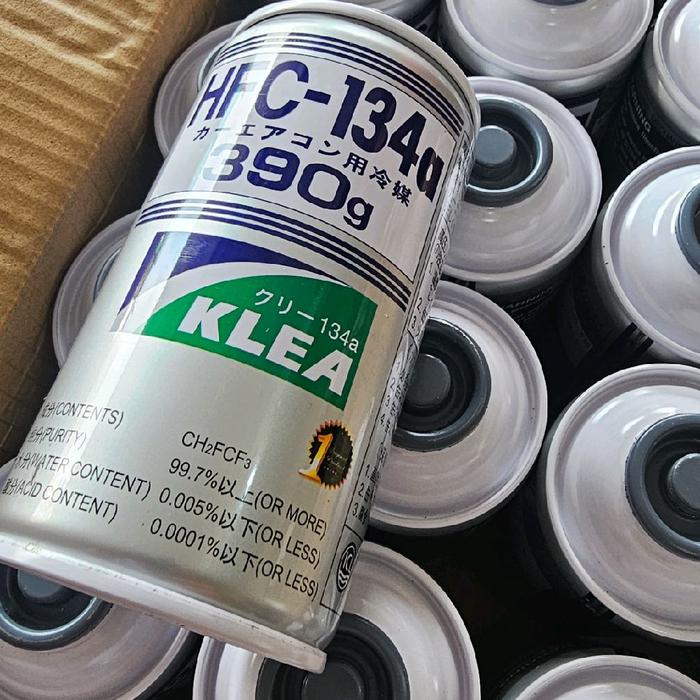 HFC-134a
カーエアコン用冷媒
390g
クリー134a
KLEA
(CONTENTS) CH₂FCF₃
(PURITY) 99.7%以上(OR MORE)
(WATER CONTENT) 0.005%以下(OR LESS)
(ACID CONTENT) 0.0001%以下(OR LESS)
1